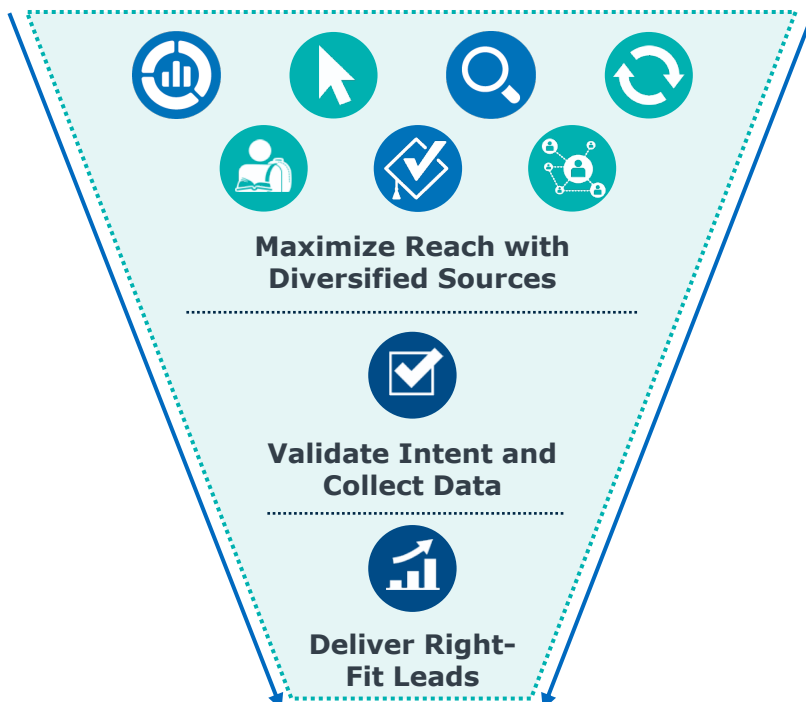 Maximize Reach with
Diversified Sources
Validate Intent and
Collect Data
Deliver Right-
Fit Leads